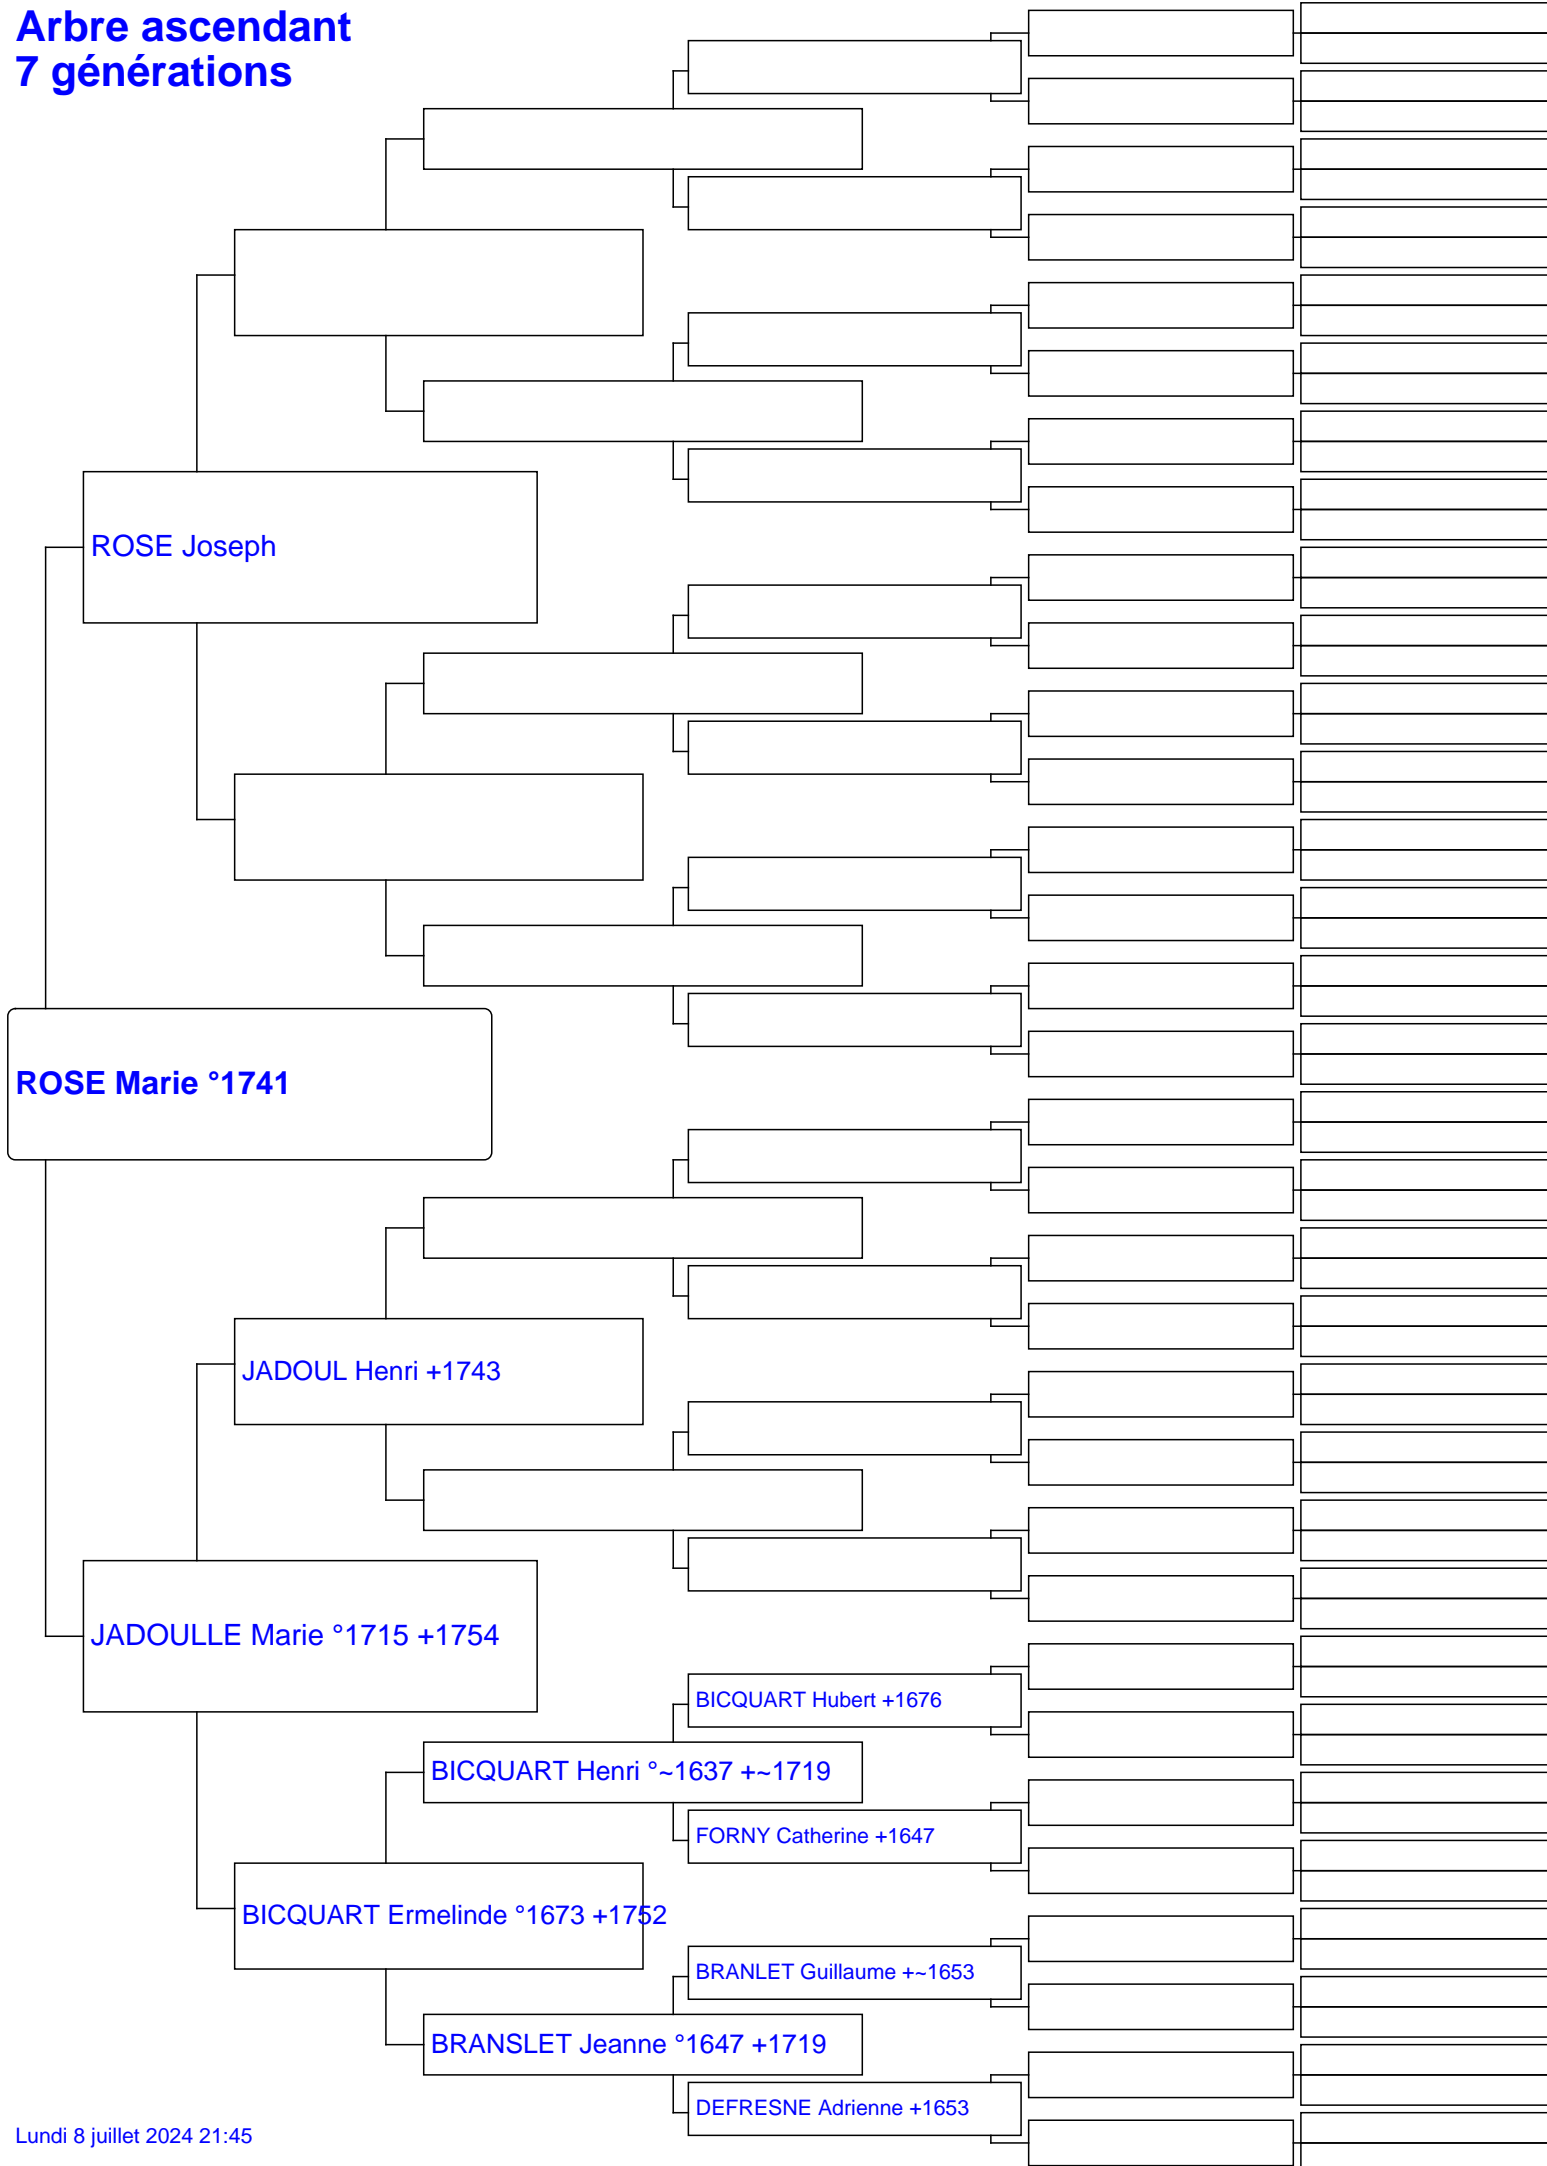 Arbre ascendant
7 générations
ROSE Joseph
ROSE Marie °1741
JADOUL Henri +1743
JADOULLE Marie °1715 +1754
BICQUART Hubert +1676
BICQUART Henri °~1637 +~1719
FORNY Catherine +1647
BICQUART Ermelinde °1673 +1752
BRANLET Guillaume +~1653
BRANSLET Jeanne °1647 +1719
DEFRESNE Adrienne +1653
Lundi 8 juillet 2024 21:45